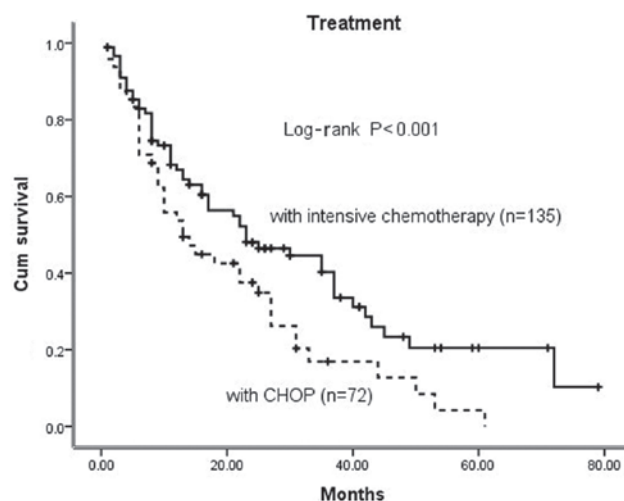 Treatment
1.0
Log-rank P<0.001
0.8
0.6
with intensive chemotherapy (n=135)
Cum survival
0.4
0.2
with CHOP (n=72)
0.0
0.00 20.00 40.00 60.00 80.00
Months